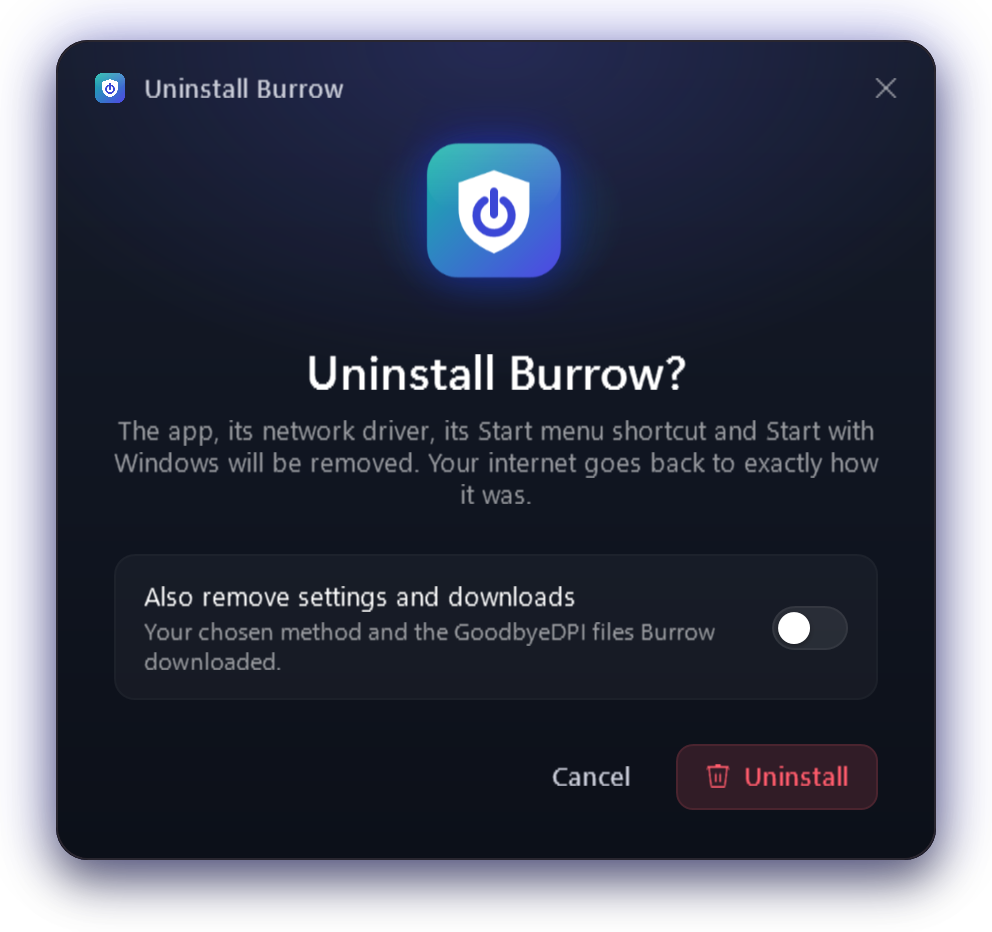 Uninstall Burrow
Uninstall Burrow?
The app, its network driver, its Start menu shortcut and Start with
Windows will be removed. Your internet goes back to exactly how
it was.
Also remove settings and downloads
Your chosen method and the GoodbyeDPI files Burrow
downloaded.
Cancel
Uninstall